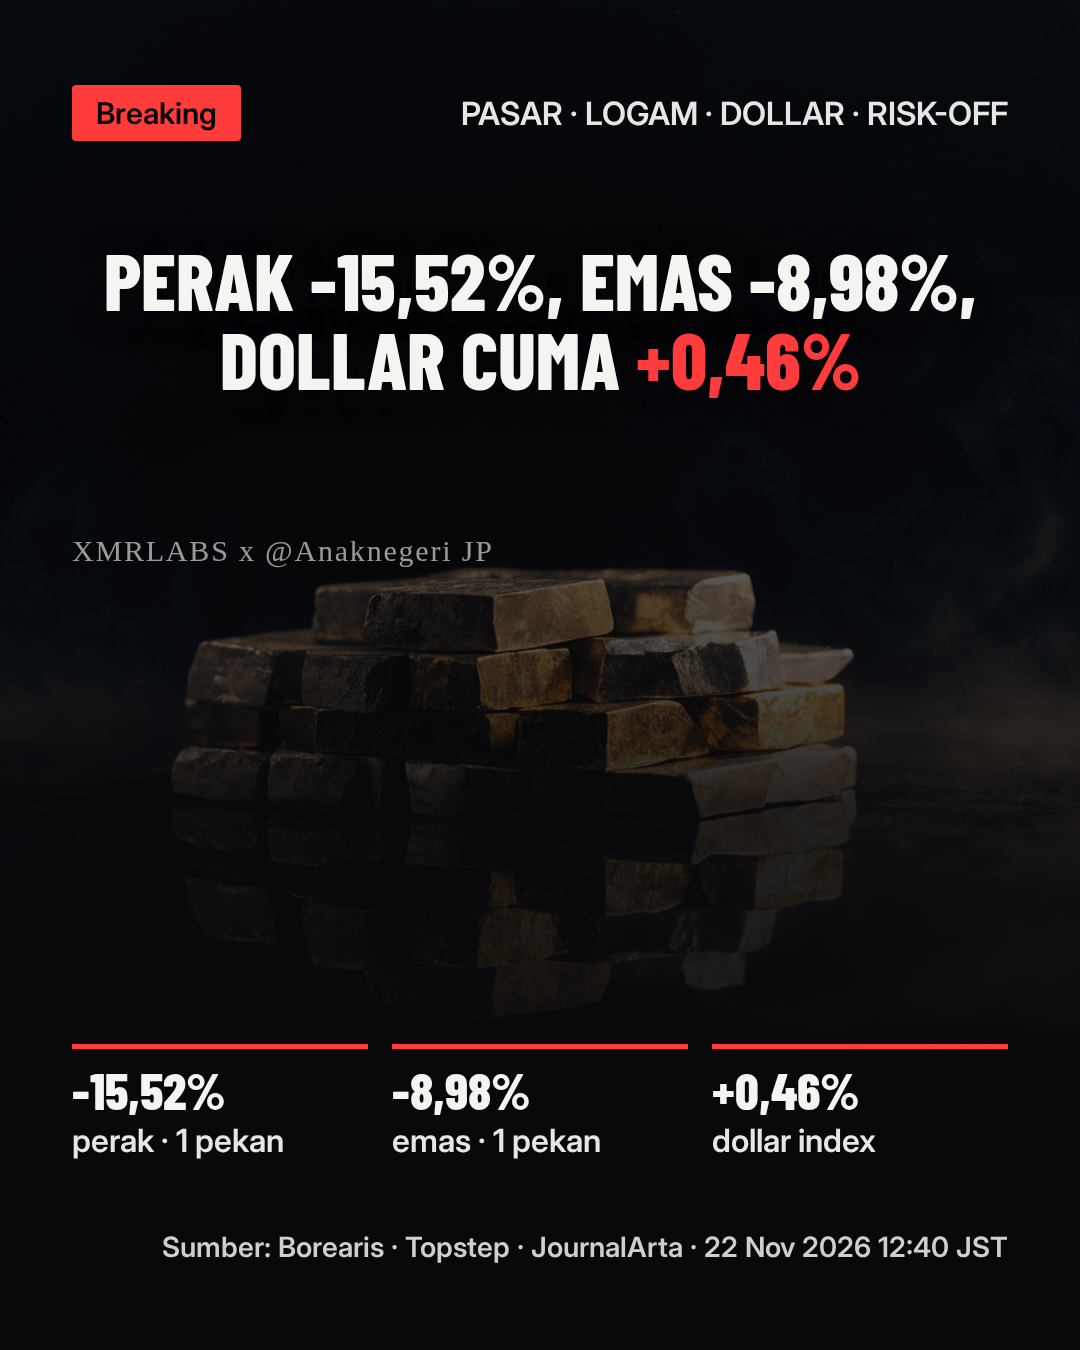 Breaking
PASAR · LOGAM · DOLLAR · RISK-OFF
PERAK -15,52%, EMAS -8,98%,
DOLLAR CUMA +0,46%
XMRLABS x @Anaknegeri JP
-15,52%
perak · 1 pekan
-8,98%
emas · 1 pekan
+0,46%
dollar index
Sumber: Borearis · Topstep · JournalArta · 22 Nov 2026 12:40 JST